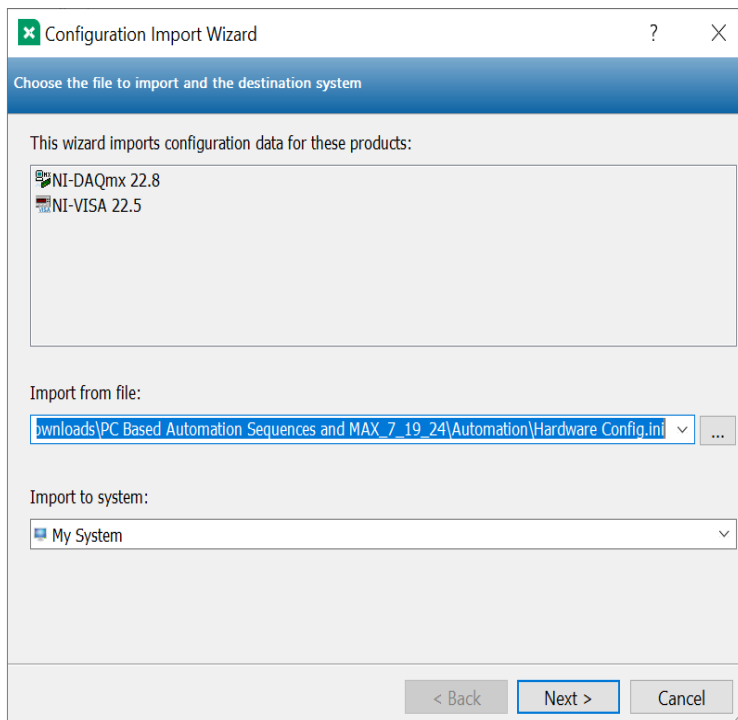 Configuration Import Wizard
?
Choose the file to import and the destination system
This wizard imports configuration data for these products:
NI-DAQmx 22.8
NI-VISA 22.5
Import from file:
ownloads\PC Based Automation Sequences and MAX_7_19_24\Automation\Hardware Config.ini
...
Import to system:
My System
< Back
Next >
Cancel